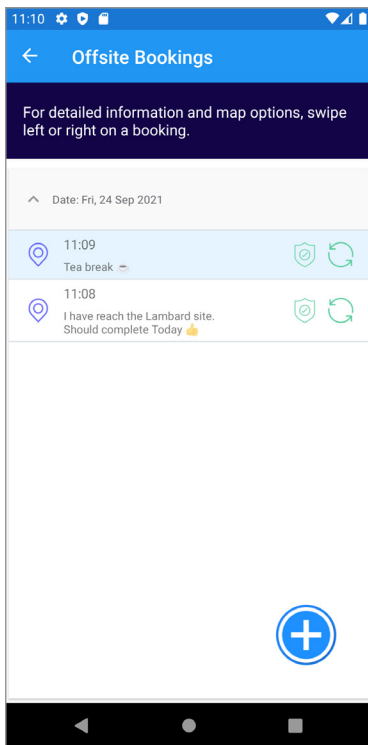 11:10
Offsite Bookings
For detailed information and map options, swipe
left or right on a booking.
Date: Fri, 24 Sep 2021
11:09
Tea break ☕
11:08
I have reach the Lambard site.
Should complete Today 👍